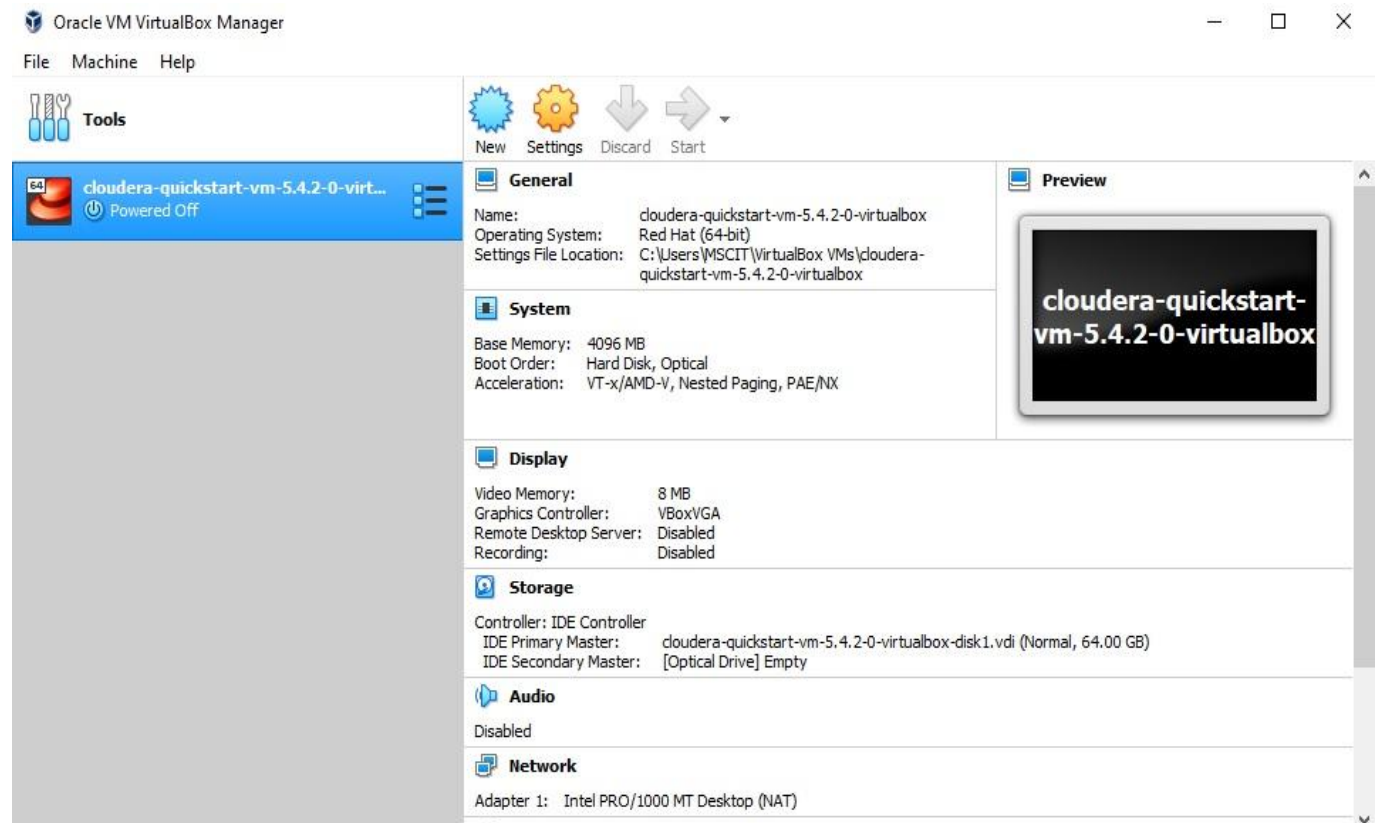 Oracle VM VirtualBox Manager
File Machine Help
Tools
New Settings Discard Start
64
cloudera-quickstart-vm-5.4.2-0-virt...
Powered Off
General
Name: cloudera-quickstart-vm-5.4.2-0-virtualbox
Operating System: Red Hat (64-bit)
Settings File Location: C:\Users\MSCIT\VirtualBox VMs\cloudera-
quickstart-vm-5.4.2-0-virtualbox
Preview
cloudera-quickstart-
vm-5.4.2-0-virtualbox
System
Base Memory: 4096 MB
Boot Order: Hard Disk, Optical
Acceleration: VT-x/AMD-V, Nested Paging, PAE/NX
Display
Video Memory: 8 MB
Graphics Controller: VBoxVGA
Remote Desktop Server: Disabled
Recording: Disabled
Storage
Controller: IDE Controller
IDE Primary Master: cloudera-quickstart-vm-5.4.2-0-virtualbox-disk1.vdi (Normal, 64.00 GB)
IDE Secondary Master: [Optical Drive] Empty
Audio
Disabled
Network
Adapter 1: Intel PRO/1000 MT Desktop (NAT)